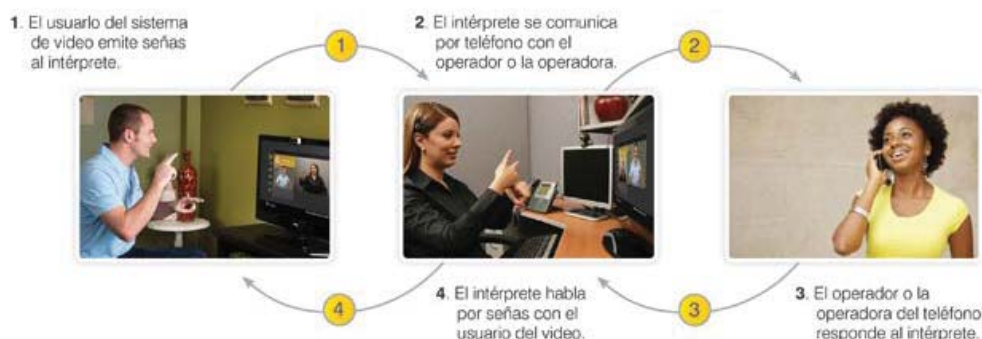 1. El usuarlo del sistema
de video emite señas
al intérprete.
1
2. El intérprete se comunica
por teléfono con el
operador o la operadora.
2
4
4. El intérprete habla
por señas con el
usuario del video.
3
3. El operador o la
operadora del teléfono
responde al intérprete.